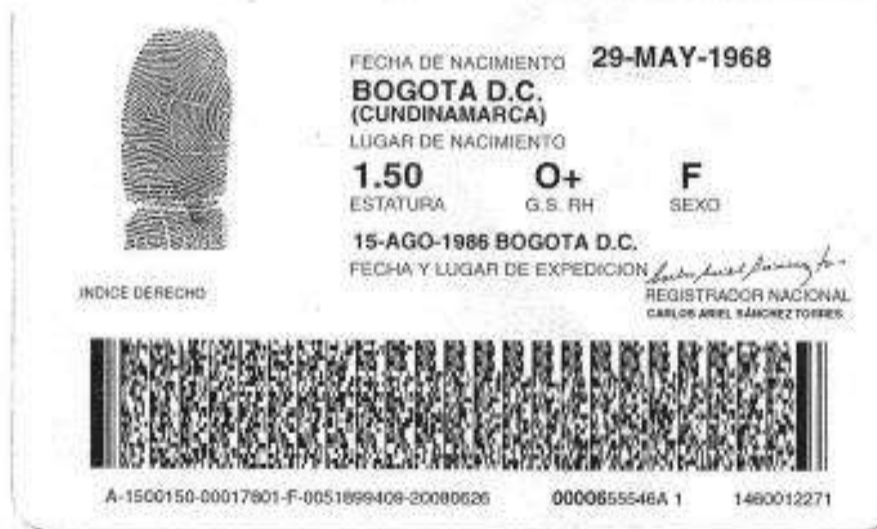 FECHA DE NACIMIENTO 29-MAY-1968
BOGOTA D.C.
(CUNDINAMARCA)
LUGAR DE NACIMIENTO
1.50 O+ F
ESTATURA G.S. RH SEXO
15-AGO-1986 BOGOTA D.C.
FECHA Y LUGAR DE EXPEDICION
INDICE DERECHO
REGISTRADOR NACIONAL
CARLOS ARIEL SÁNCHEZ TORRES
A-1500150-00017801-F-0051899409-20080626 0000655546A 1 1460012271